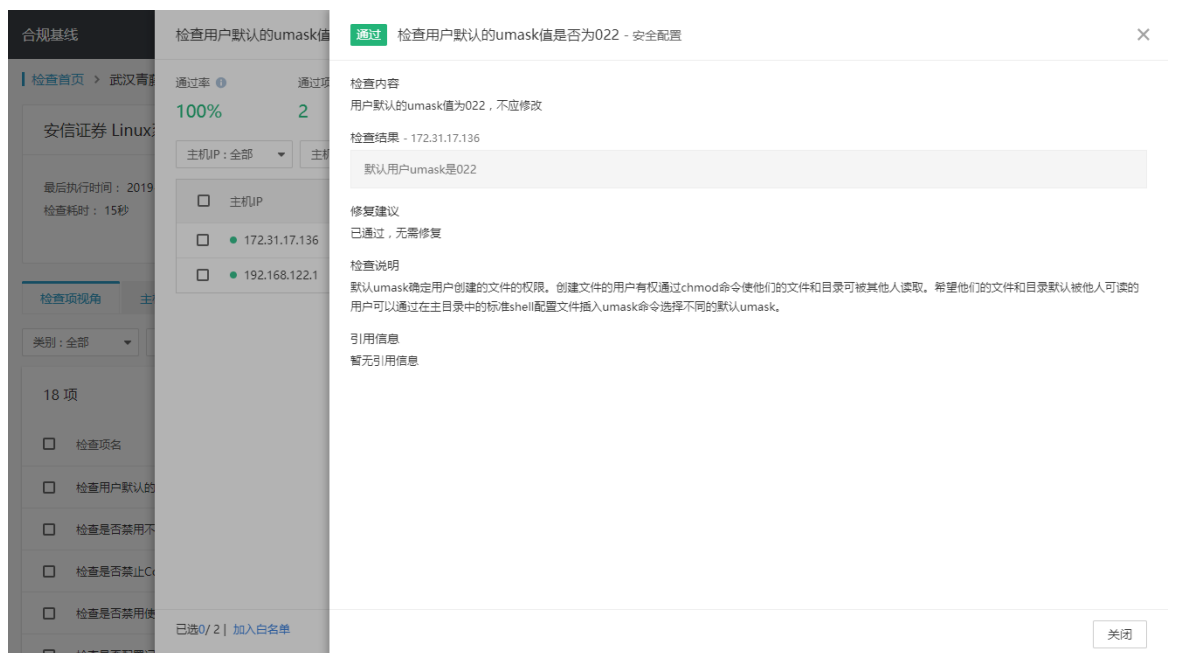 合规基线
检查首页 > 武汉青
安信证券 Linux
最后执行时间： 2019
检查耗时： 15秒
检查项视角 主
类别 : 全部
18 项
检查项名
检查用户默认的
检查是否禁用不
检查是否禁止Co
检查是否禁用使
检查用户默认的umask值
通过率 通过项
100% 2
主机IP : 全部 主机
主机IP
172.31.17.136
192.168.122.1
已选0/ 2 | 加入白名单
通过 检查用户默认的umask值是否为022 - 安全配置
检查内容
用户默认的umask值为022，不应修改
检查结果 - 172.31.17.136
默认用户umask是022
修复建议
已通过，无需修复
检查说明
默认umask确定用户创建的文件的权限。创建文件的用户有权通过chmod命令使他们的文件和目录可被其他人读取。希望他们的文件和目录默认被他人可读的
用户可以通过在主目录中的标准shell配置文件插入umask命令选择不同的默认umask。
引用信息
暂无引用信息
关闭